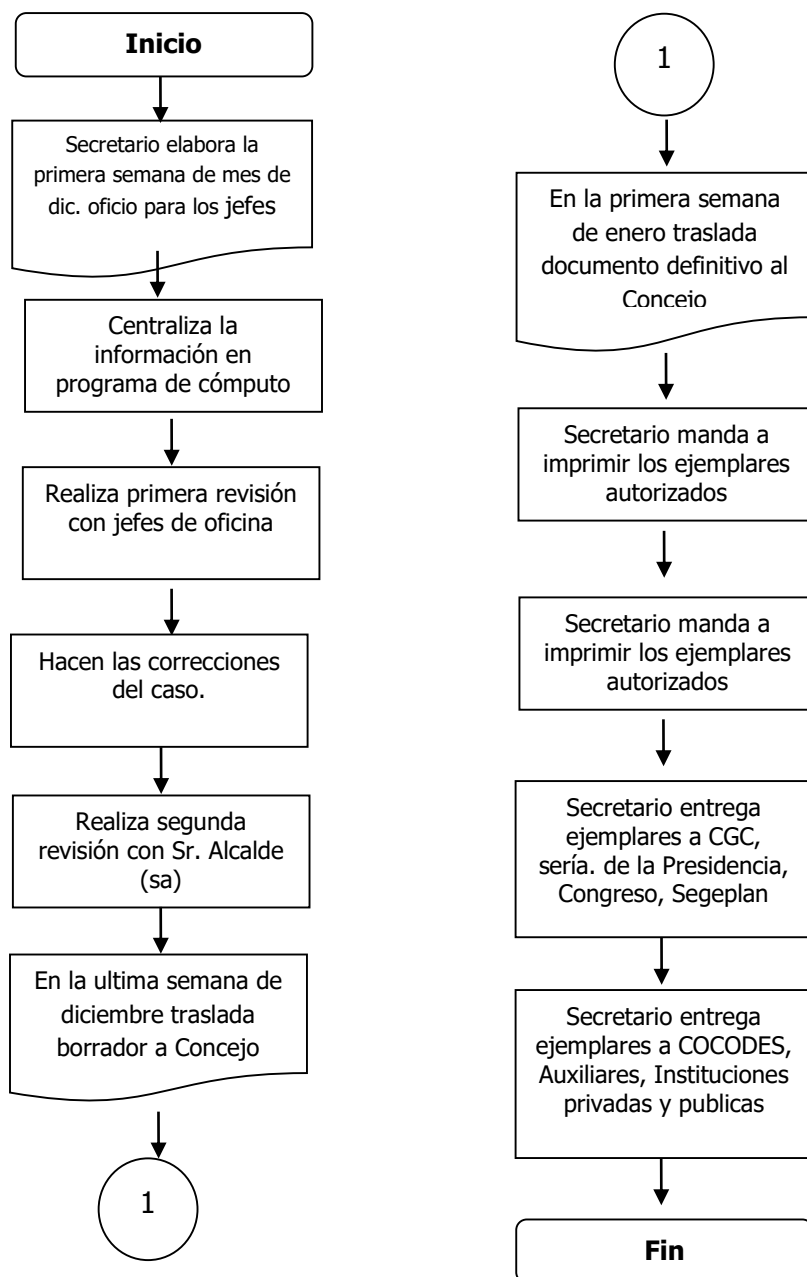 Inicio
Secretario elabora la
primera semana de mes de
dic. oficio para los jefes
Centraliza la
información en
programa de cómputo
Realiza primera revisión
con jefes de oficina
Hacen las correcciones
del caso.
Realiza segunda
revisión con Sr. Alcalde
(sa)
En la ultima semana de
diciembre traslada
borrador a Concejo
1
1
En la primera semana
de enero traslada
documento definitivo al
Concejo
Secretario manda a
imprimir los ejemplares
autorizados
Secretario manda a
imprimir los ejemplares
autorizados
Secretario entrega
ejemplares a CGC,
sería. de la Presidencia,
Congreso, Segeplan
Secretario entrega
ejemplares a COCODES,
Auxiliares, Instituciones
privadas y publicas
Fin